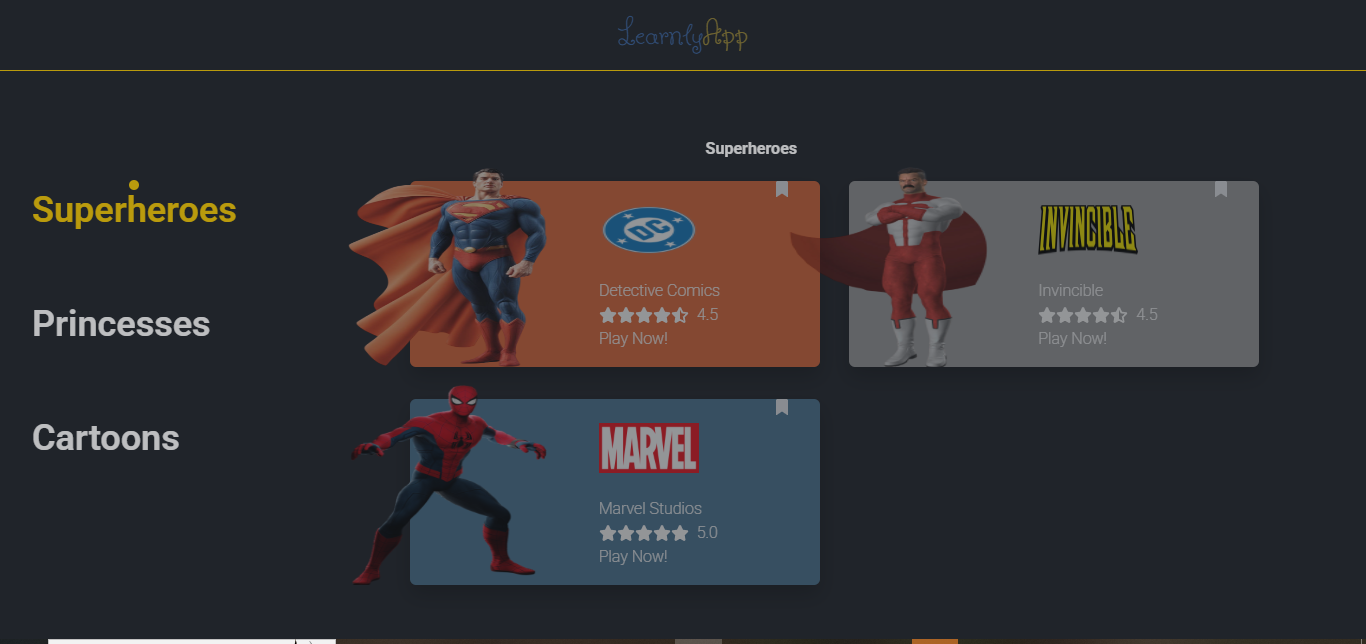 LearnlyApp
Superheroes
Superheroes
Princesses
Cartoons
DC
Detective Comics
4.5
Play Now!
INVINCIBLE
Invincible
4.5
Play Now!
MARVEL
Marvel Studios
5.0
Play Now!